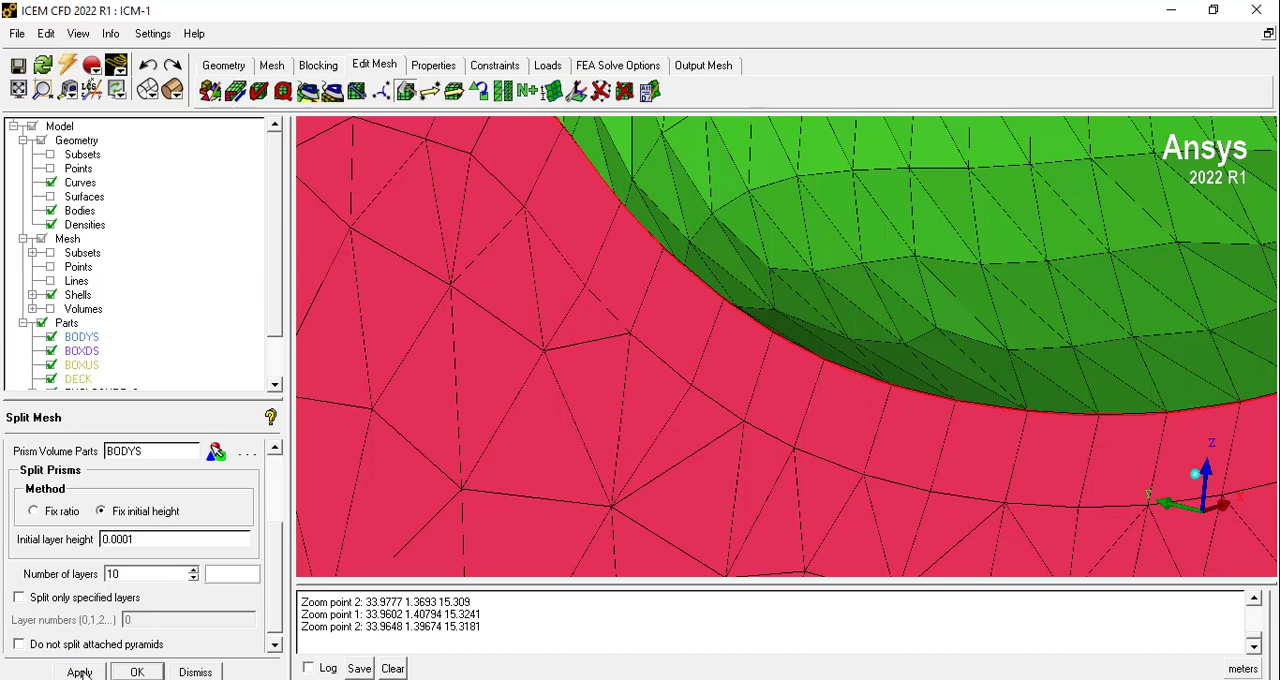 ICEM CFD 2022 R1 : ICM-1
File Edit View Info Settings Help
Geometry Mesh Blocking Edit Mesh Properties Constraints Loads FEA Solve Options Output Mesh
Model
Geometry
Subsets
Points
Curves
Surfaces
Bodies
Densities
Mesh
Subsets
Points
Lines
Shells
Volumes
Parts
BODYS
BOXDS
BOXUS
DECK
Ansys
2022 R1
Z
Y
X
Split Mesh
Prism Volume Parts BODYS ...
Split Prisms
Method
Fix ratio Fix initial height
Initial layer height 0.0001
Number of layers 10
Split only specified layers
Layer numbers (0,1,2...) 0
Do not split attached pyramids
Apply OK Dismiss
Zoom point 2: 33.9777 1.3693 15.309
Zoom point 1: 33.9602 1.40794 15.3241
Zoom point 2: 33.9648 1.39674 15.3181
Log Save Clear
meters